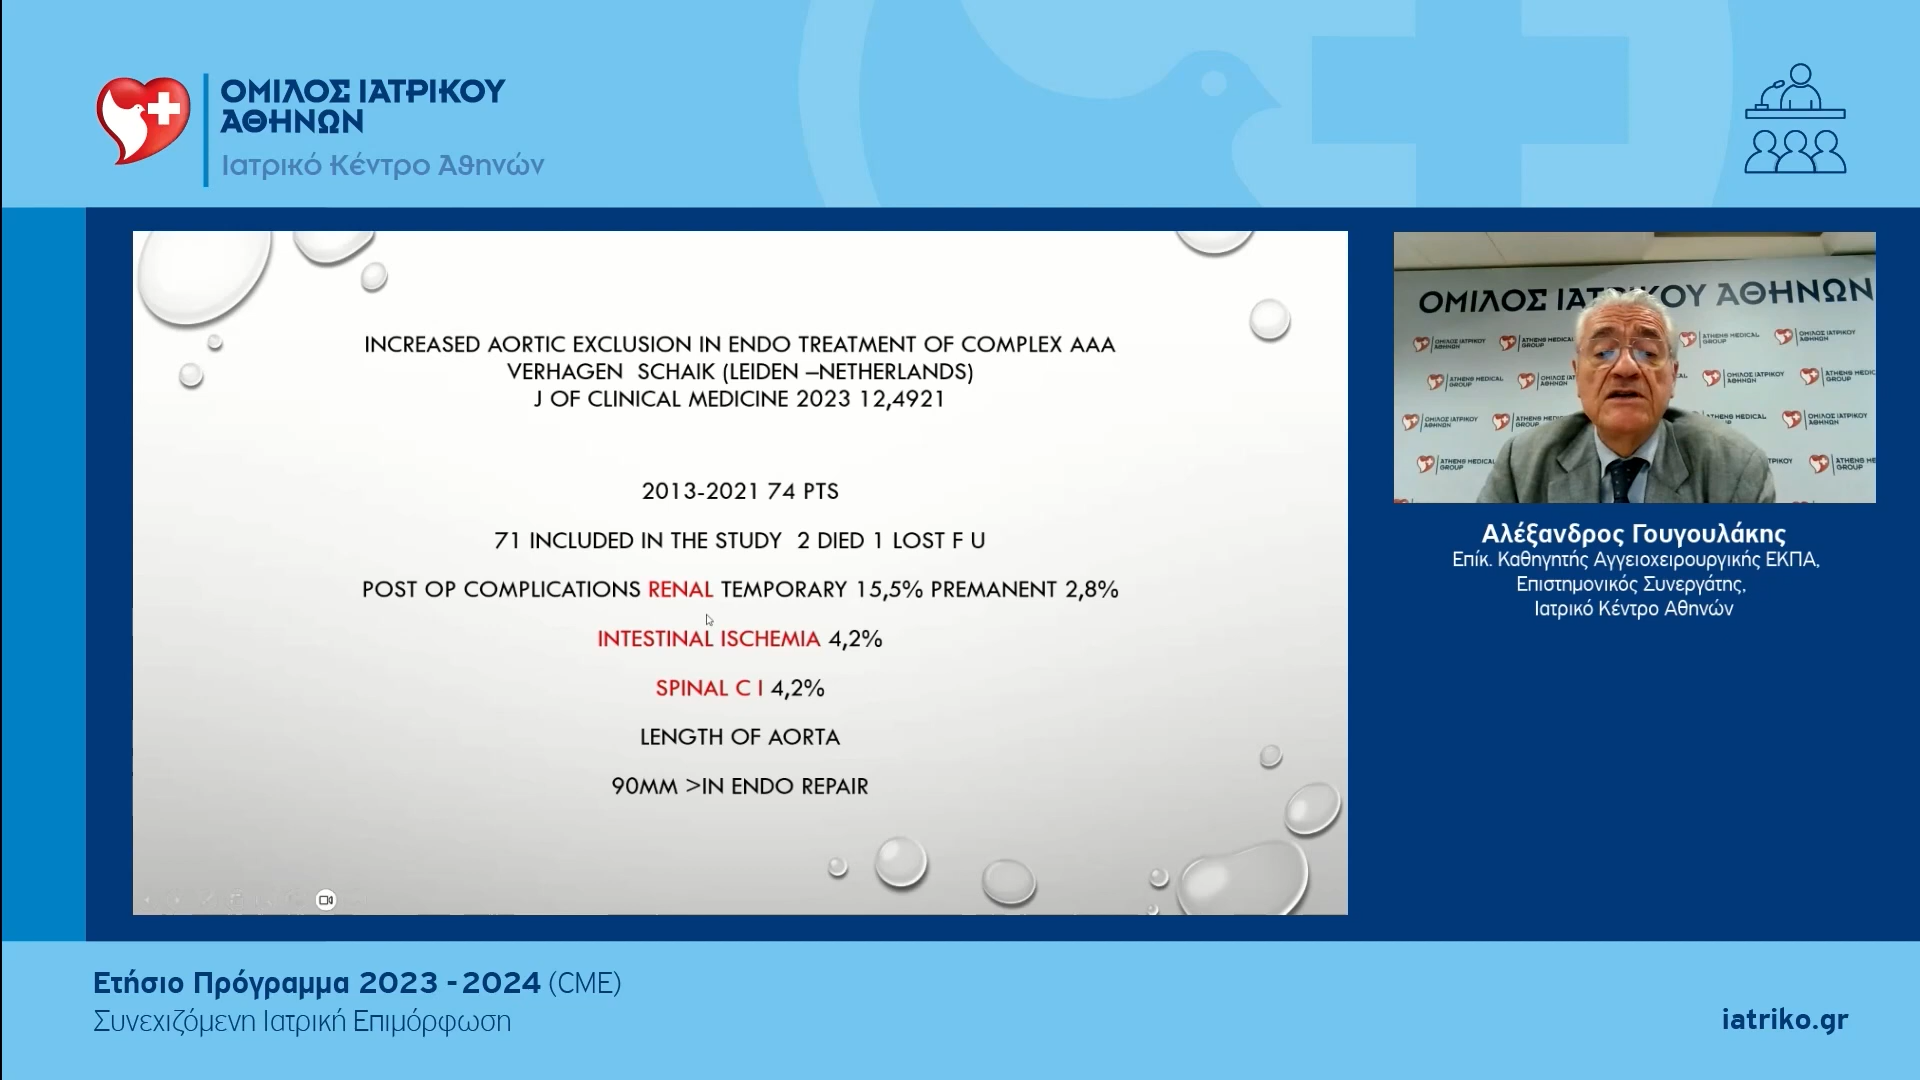 ΟΜΙΛΟΣ ΙΑΤΡΙΚΟΥ
ΑΘΗΝΩΝ
Ιατρικό Κέντρο Αθηνών
INCREASED AORTIC EXCLUSION IN ENDO TREATMENT OF COMPLEX AAA
VERHAGEN SCHAIK (LEIDEN –NETHERLANDS)
J OF CLINICAL MEDICINE 2023 12,4921
2013-2021 74 PTS
71 INCLUDED IN THE STUDY 2 DIED 1 LOST F U
POST OP COMPLICATIONS RENAL TEMPORARY 15,5% PREMANENT 2,8%
INTESTINAL ISCHEMIA 4,2%
SPINAL C I 4,2%
LENGTH OF AORTA
90MM >IN ENDO REPAIR
ΟΜΙΛΟΣ ΙΑΤΡΙΚΟΥ ΑΘΗΝΩΝ
Αλέξανδρος Γουγουλάκης
Επίκ. Καθηγητής Αγγειοχειρουργικής ΕΚΠΑ,
Επιστημονικός Συνεργάτης,
Ιατρικό Κέντρο Αθηνών
Ετήσιο Πρόγραμμα 2023 - 2024 (CME)
Συνεχιζόμενη Ιατρική Επιμόρφωση
iatriko.gr